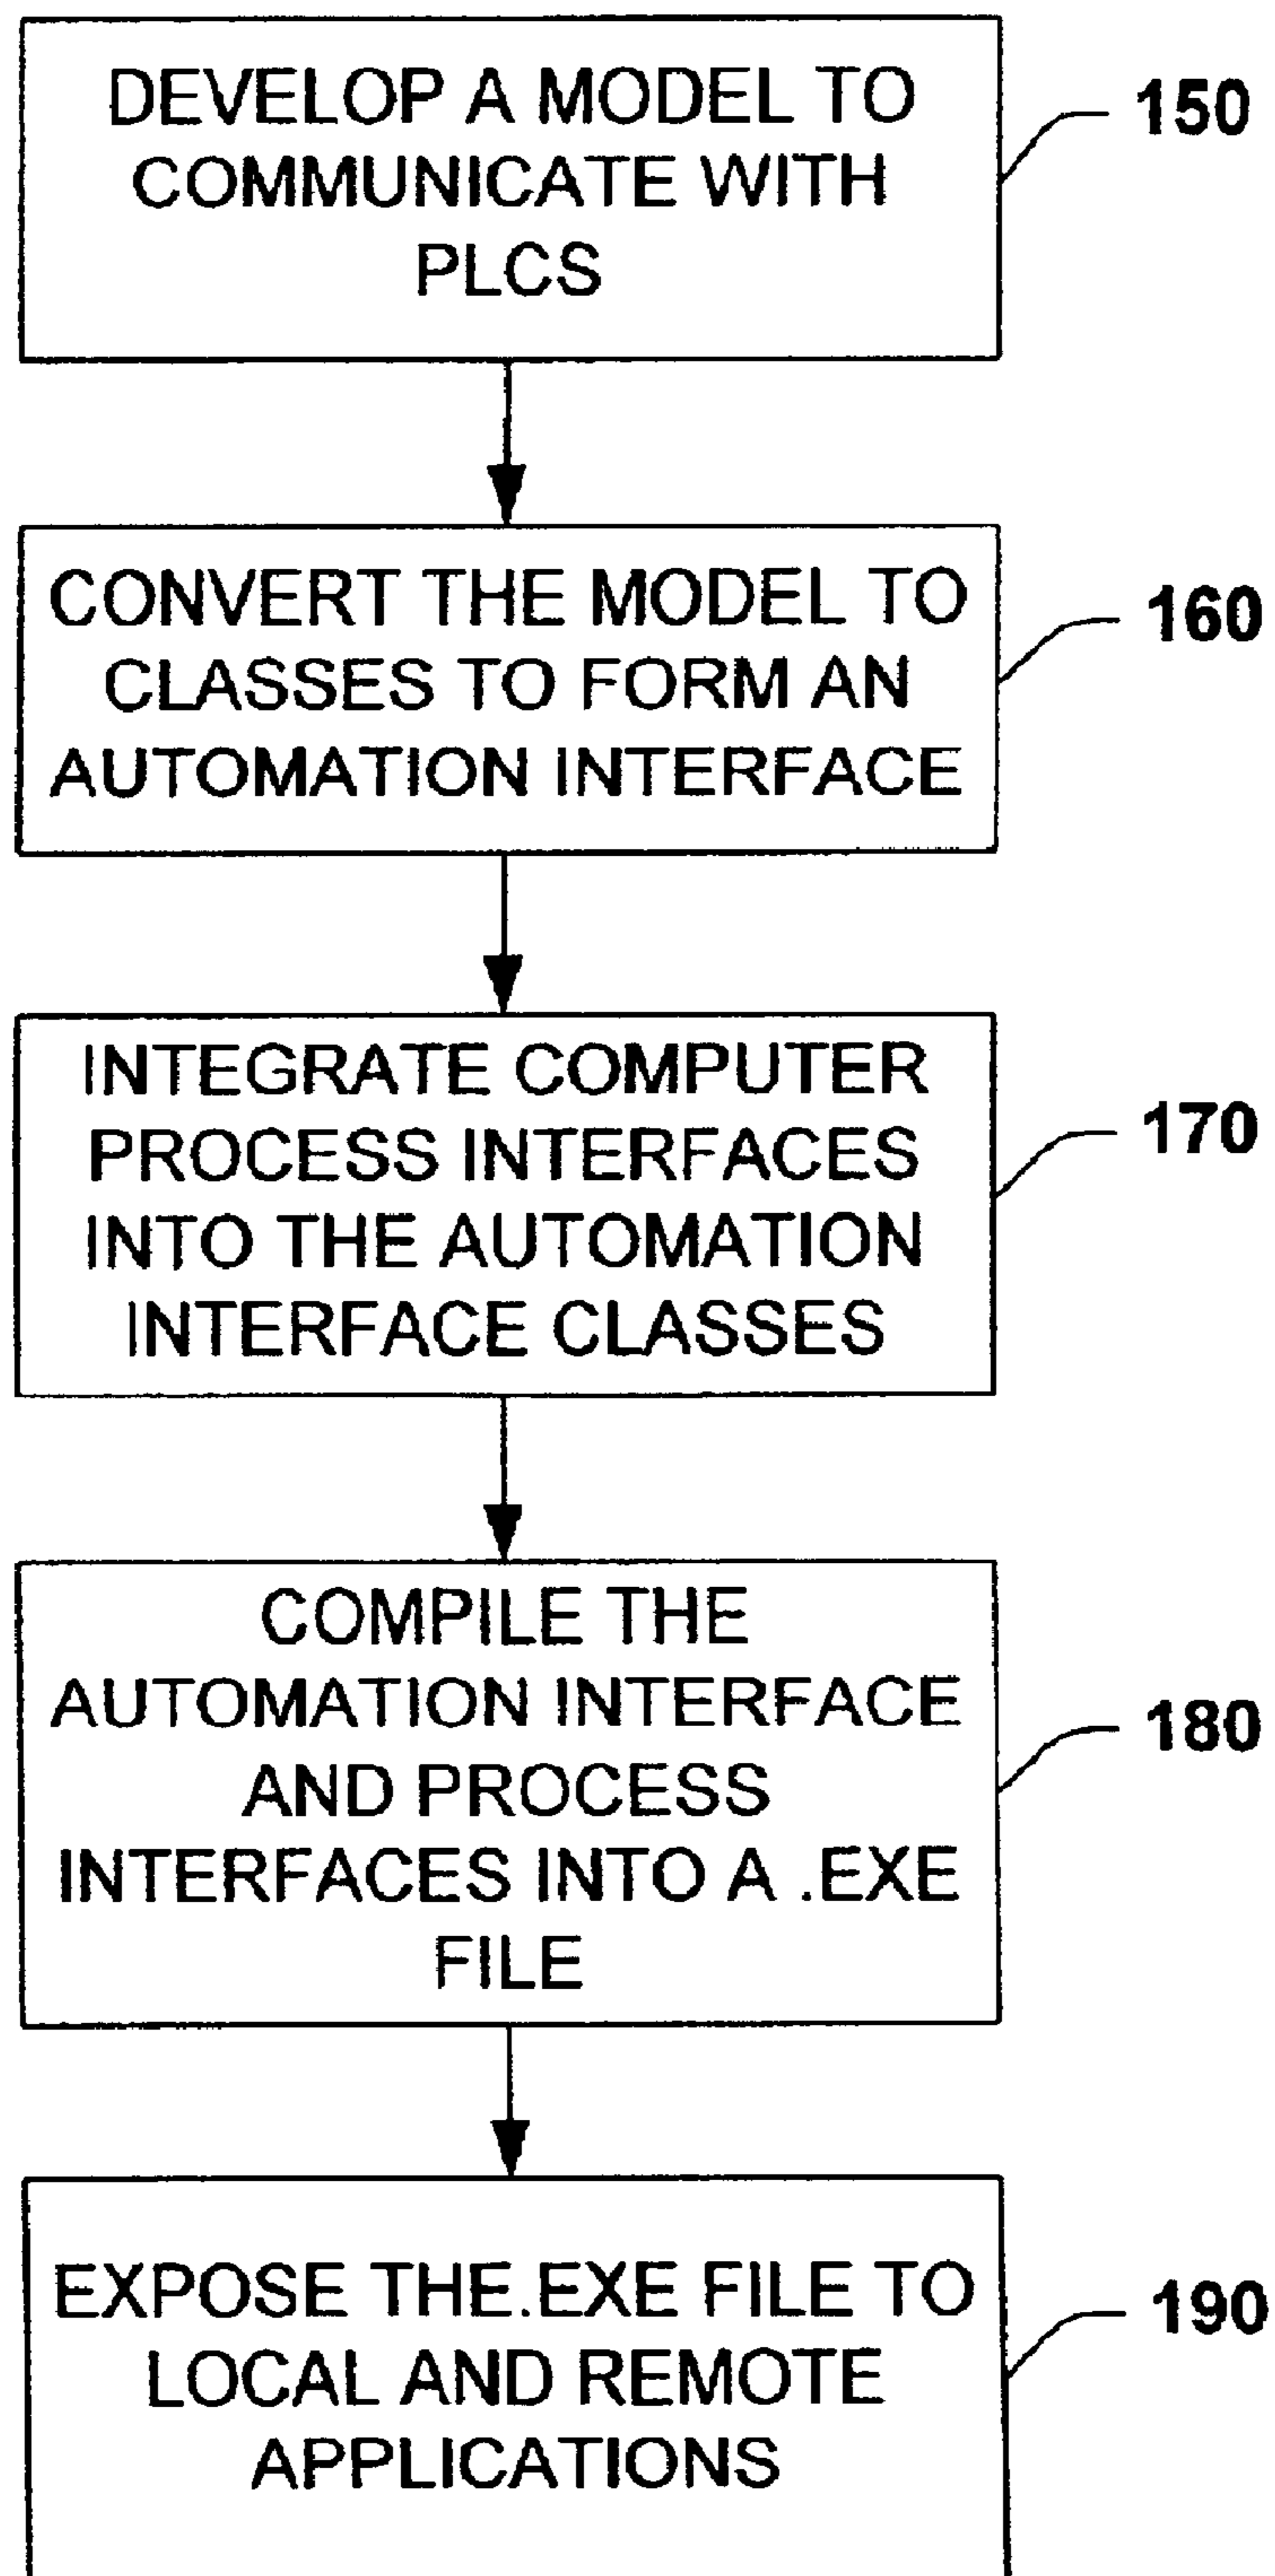 DEVELOP A MODEL TO
COMMUNICATE WITH
PLCS
150
CONVERT THE MODEL TO
CLASSES TO FORM AN
AUTOMATION INTERFACE
160
INTEGRATE COMPUTER
PROCESS INTERFACES
INTO THE AUTOMATION
INTERFACE CLASSES
170
COMPILE THE
AUTOMATION INTERFACE
AND PROCESS
INTERFACES INTO A .EXE
FILE
180
EXPOSE THE.EXE FILE TO
LOCAL AND REMOTE
APPLICATIONS
190